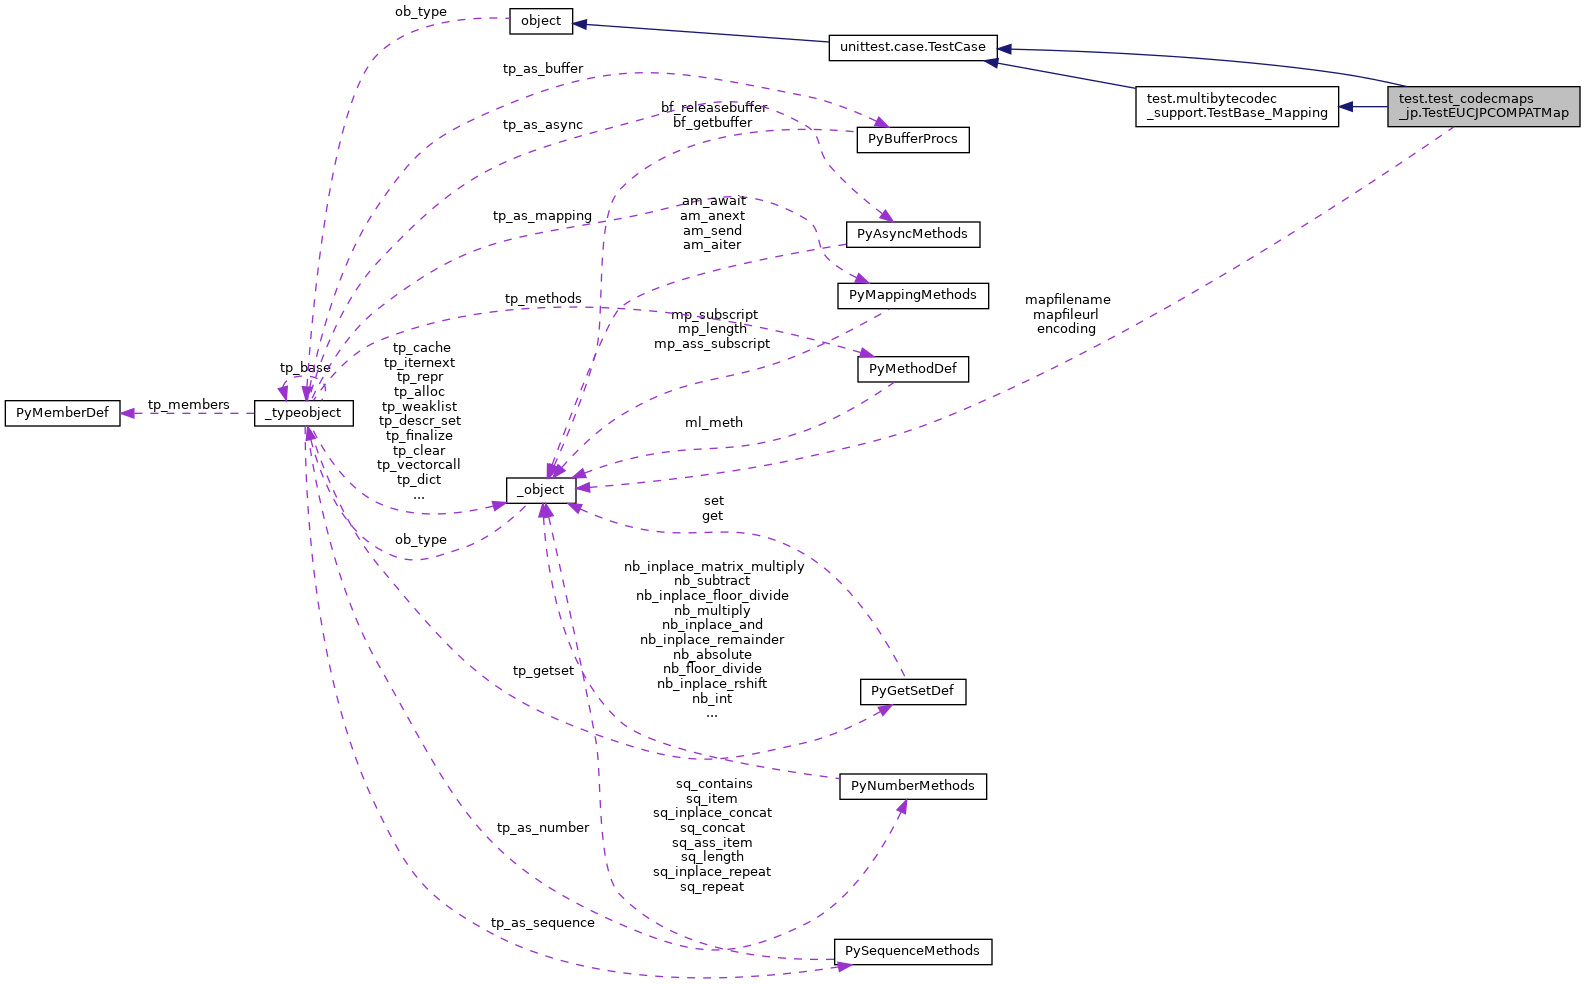 ob_type
object
unittest.case.TestCase
tp_as_buffer
test.multibytecodec
_support.TestBase_Mapping
test.test_codecmaps
_jp.TestEUCJPCOMPATMap
bf_releasebuffer
bf_getbuffer
tp_as_async
PyBufferProcs
am_await
am_anext
am_send
am_aiter
tp_as_mapping
PyAsyncMethods
PyMappingMethods
tp_methods
mapfilename
mapfileurl
encoding
mp_subscript
mp_length
mp_ass_subscript
tp_base
PyMethodDef
tp_cache
tp_iternext
tp_repr
tp_alloc
tp_weaklist
tp_descr_set
tp_finalize
tp_clear
tp_vectorcall
tp_dict
...
PyMemberDef
tp_members
_typeobject
ml_meth
_object
set
get
ob_type
nb_inplace_matrix_multiply
nb_subtract
nb_inplace_floor_divide
nb_multiply
nb_inplace_and
nb_inplace_remainder
nb_absolute
nb_floor_divide
nb_inplace_rshift
nb_int
...
tp_getset
PyGetSetDef
PyNumberMethods
sq_contains
sq_item
sq_inplace_concat
sq_concat
sq_ass_item
sq_length
sq_inplace_repeat
sq_repeat
tp_as_number
tp_as_sequence
PySequenceMethods